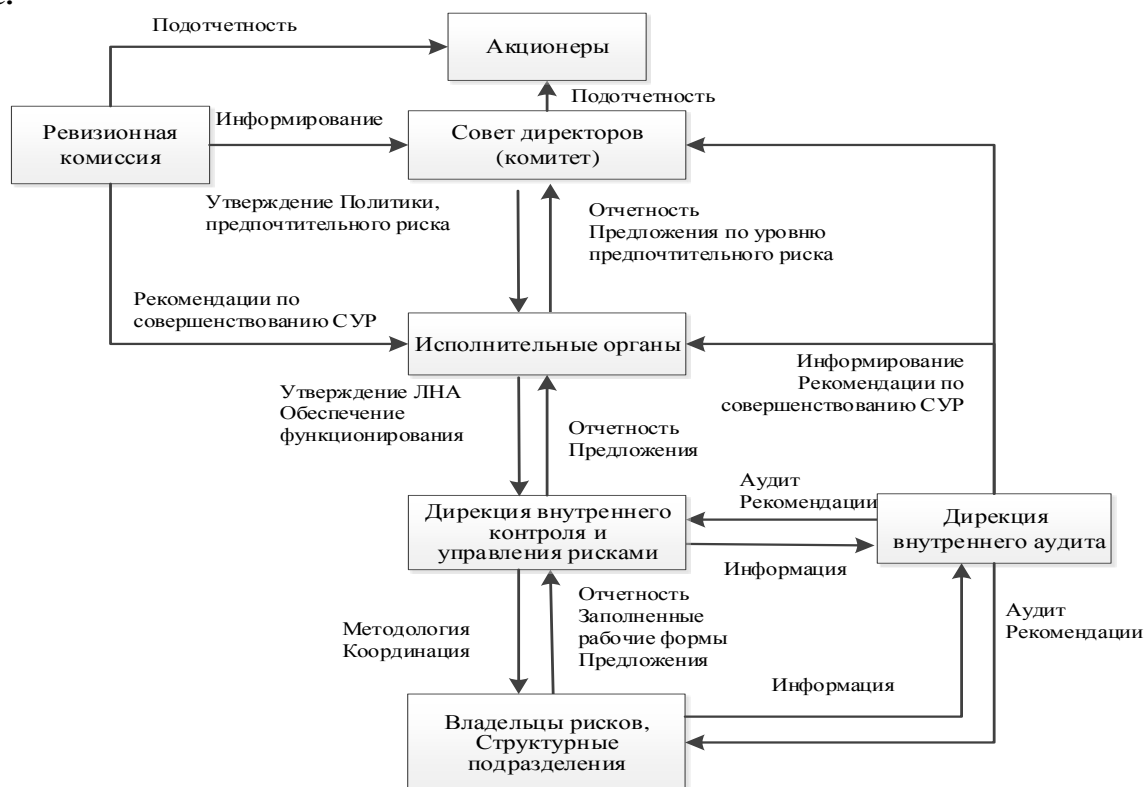 Подотчетность
Акционеры
Подотчетность
Ревизионная
комиссия
Информирование
Совет директоров
(комитет)
Утверждение Политики,
предпочтительного риска
Отчетность
Предложения по уровню
предпочтительного риска
Рекомендации по
совершенствованию СУР
Исполнительные органы
Информирование
Рекомендации по
совершенствованию СУР
Утверждение ЛНА
Обеспечение
функционирования
Отчетность
Предложения
Аудит
Рекомендации
Дирекция внутреннего
контроля и
управления рисками
Дирекция
внутреннего аудита
Информация
Методология
Координация
Отчетность
Заполненные
рабочие формы
Предложения
Аудит
Рекомендации
Информация
Владельцы рисков,
Структурные
подразделения